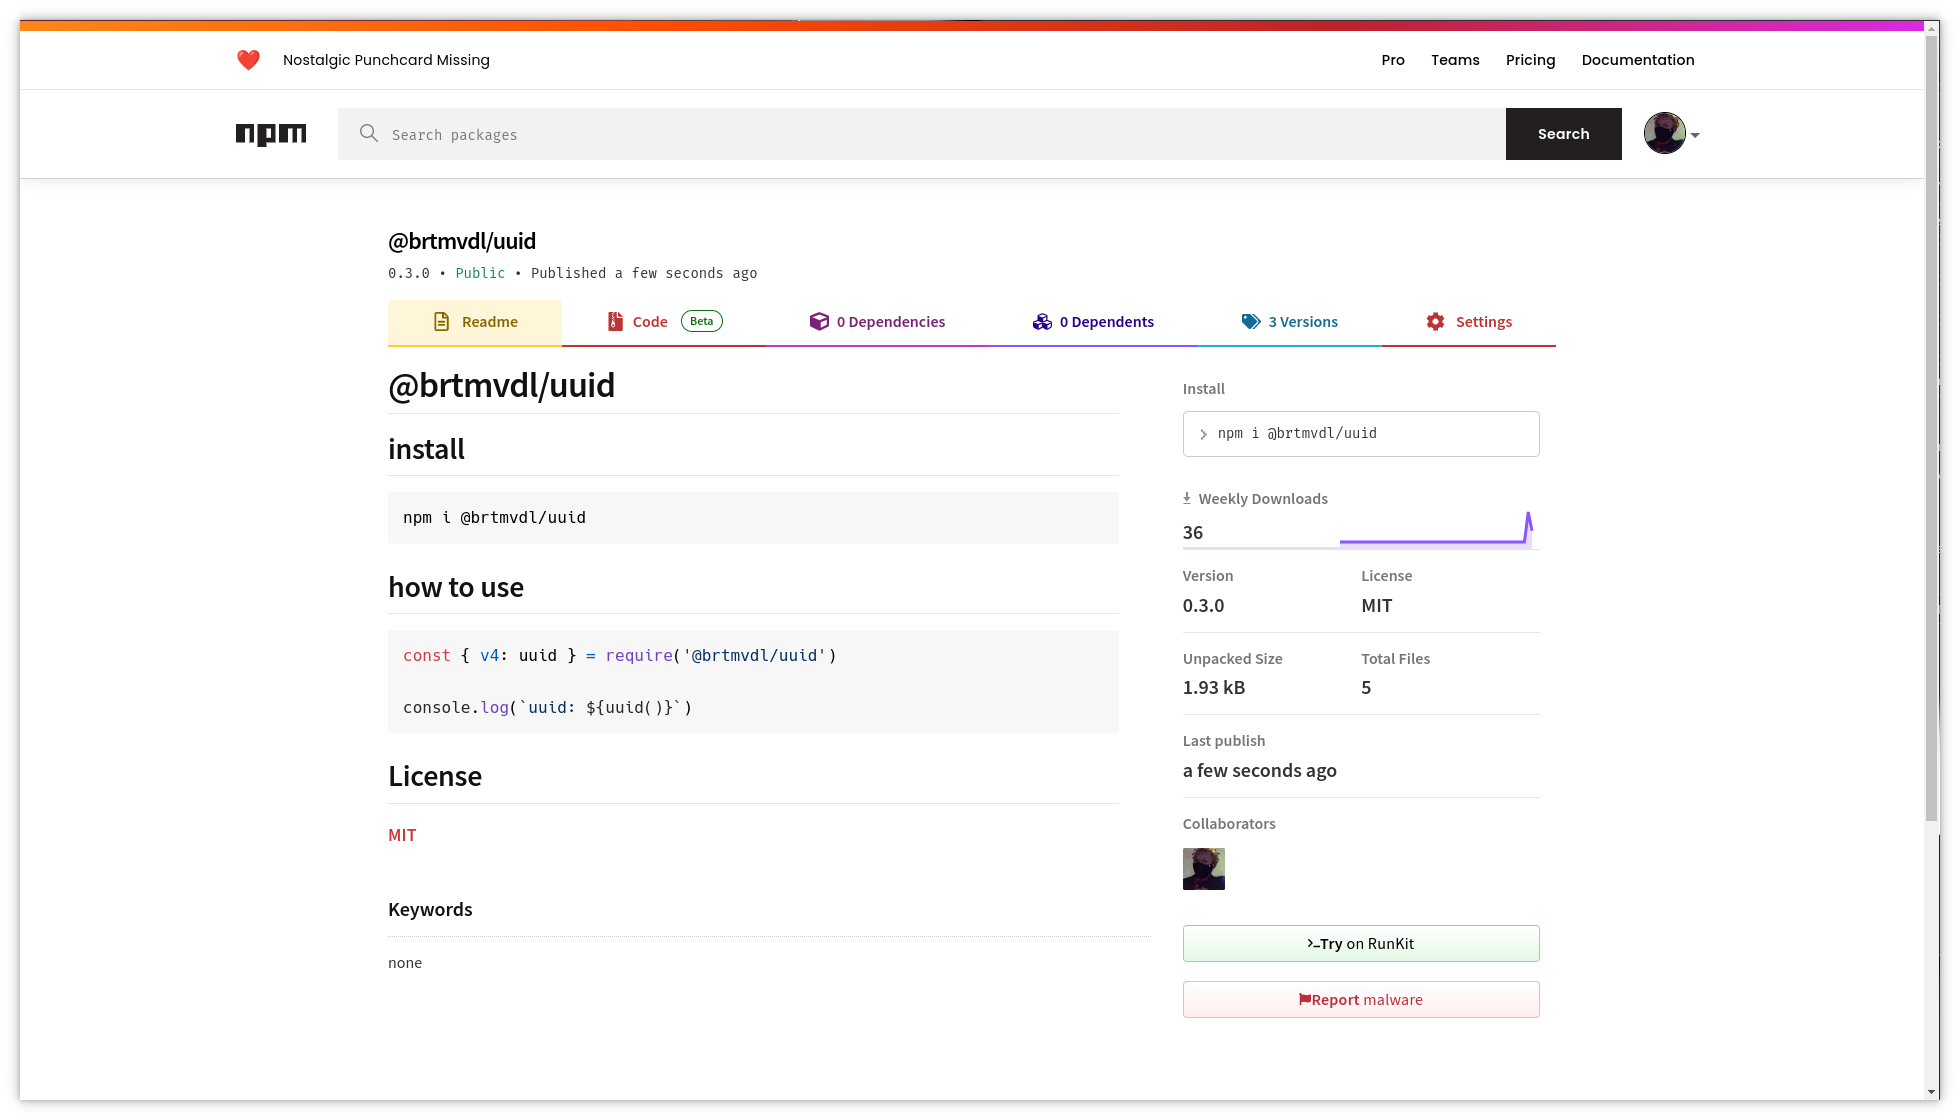 Nostalgic Punchcard Missing
Pro Teams Pricing Documentation
npm
Search packages
Search
@brtmvdl/uuid
0.3.0 • Public • Published a few seconds ago
Readme
Code Beta
0 Dependencies
0 Dependents
3 Versions
Settings
@brtmvdl/uuid
install
npm i @brtmvdl/uuid
how to use
const { v4: uuid } = require('@brtmvdl/uuid')
console.log(`uuid: ${uuid()}`)
License
MIT
Keywords
none
Install
npm i @brtmvdl/uuid
Weekly Downloads
36
Version
0.3.0
License
MIT
Unpacked Size
1.93 kB
Total Files
5
Last publish
a few seconds ago
Collaborators
Try on RunKit
Report malware